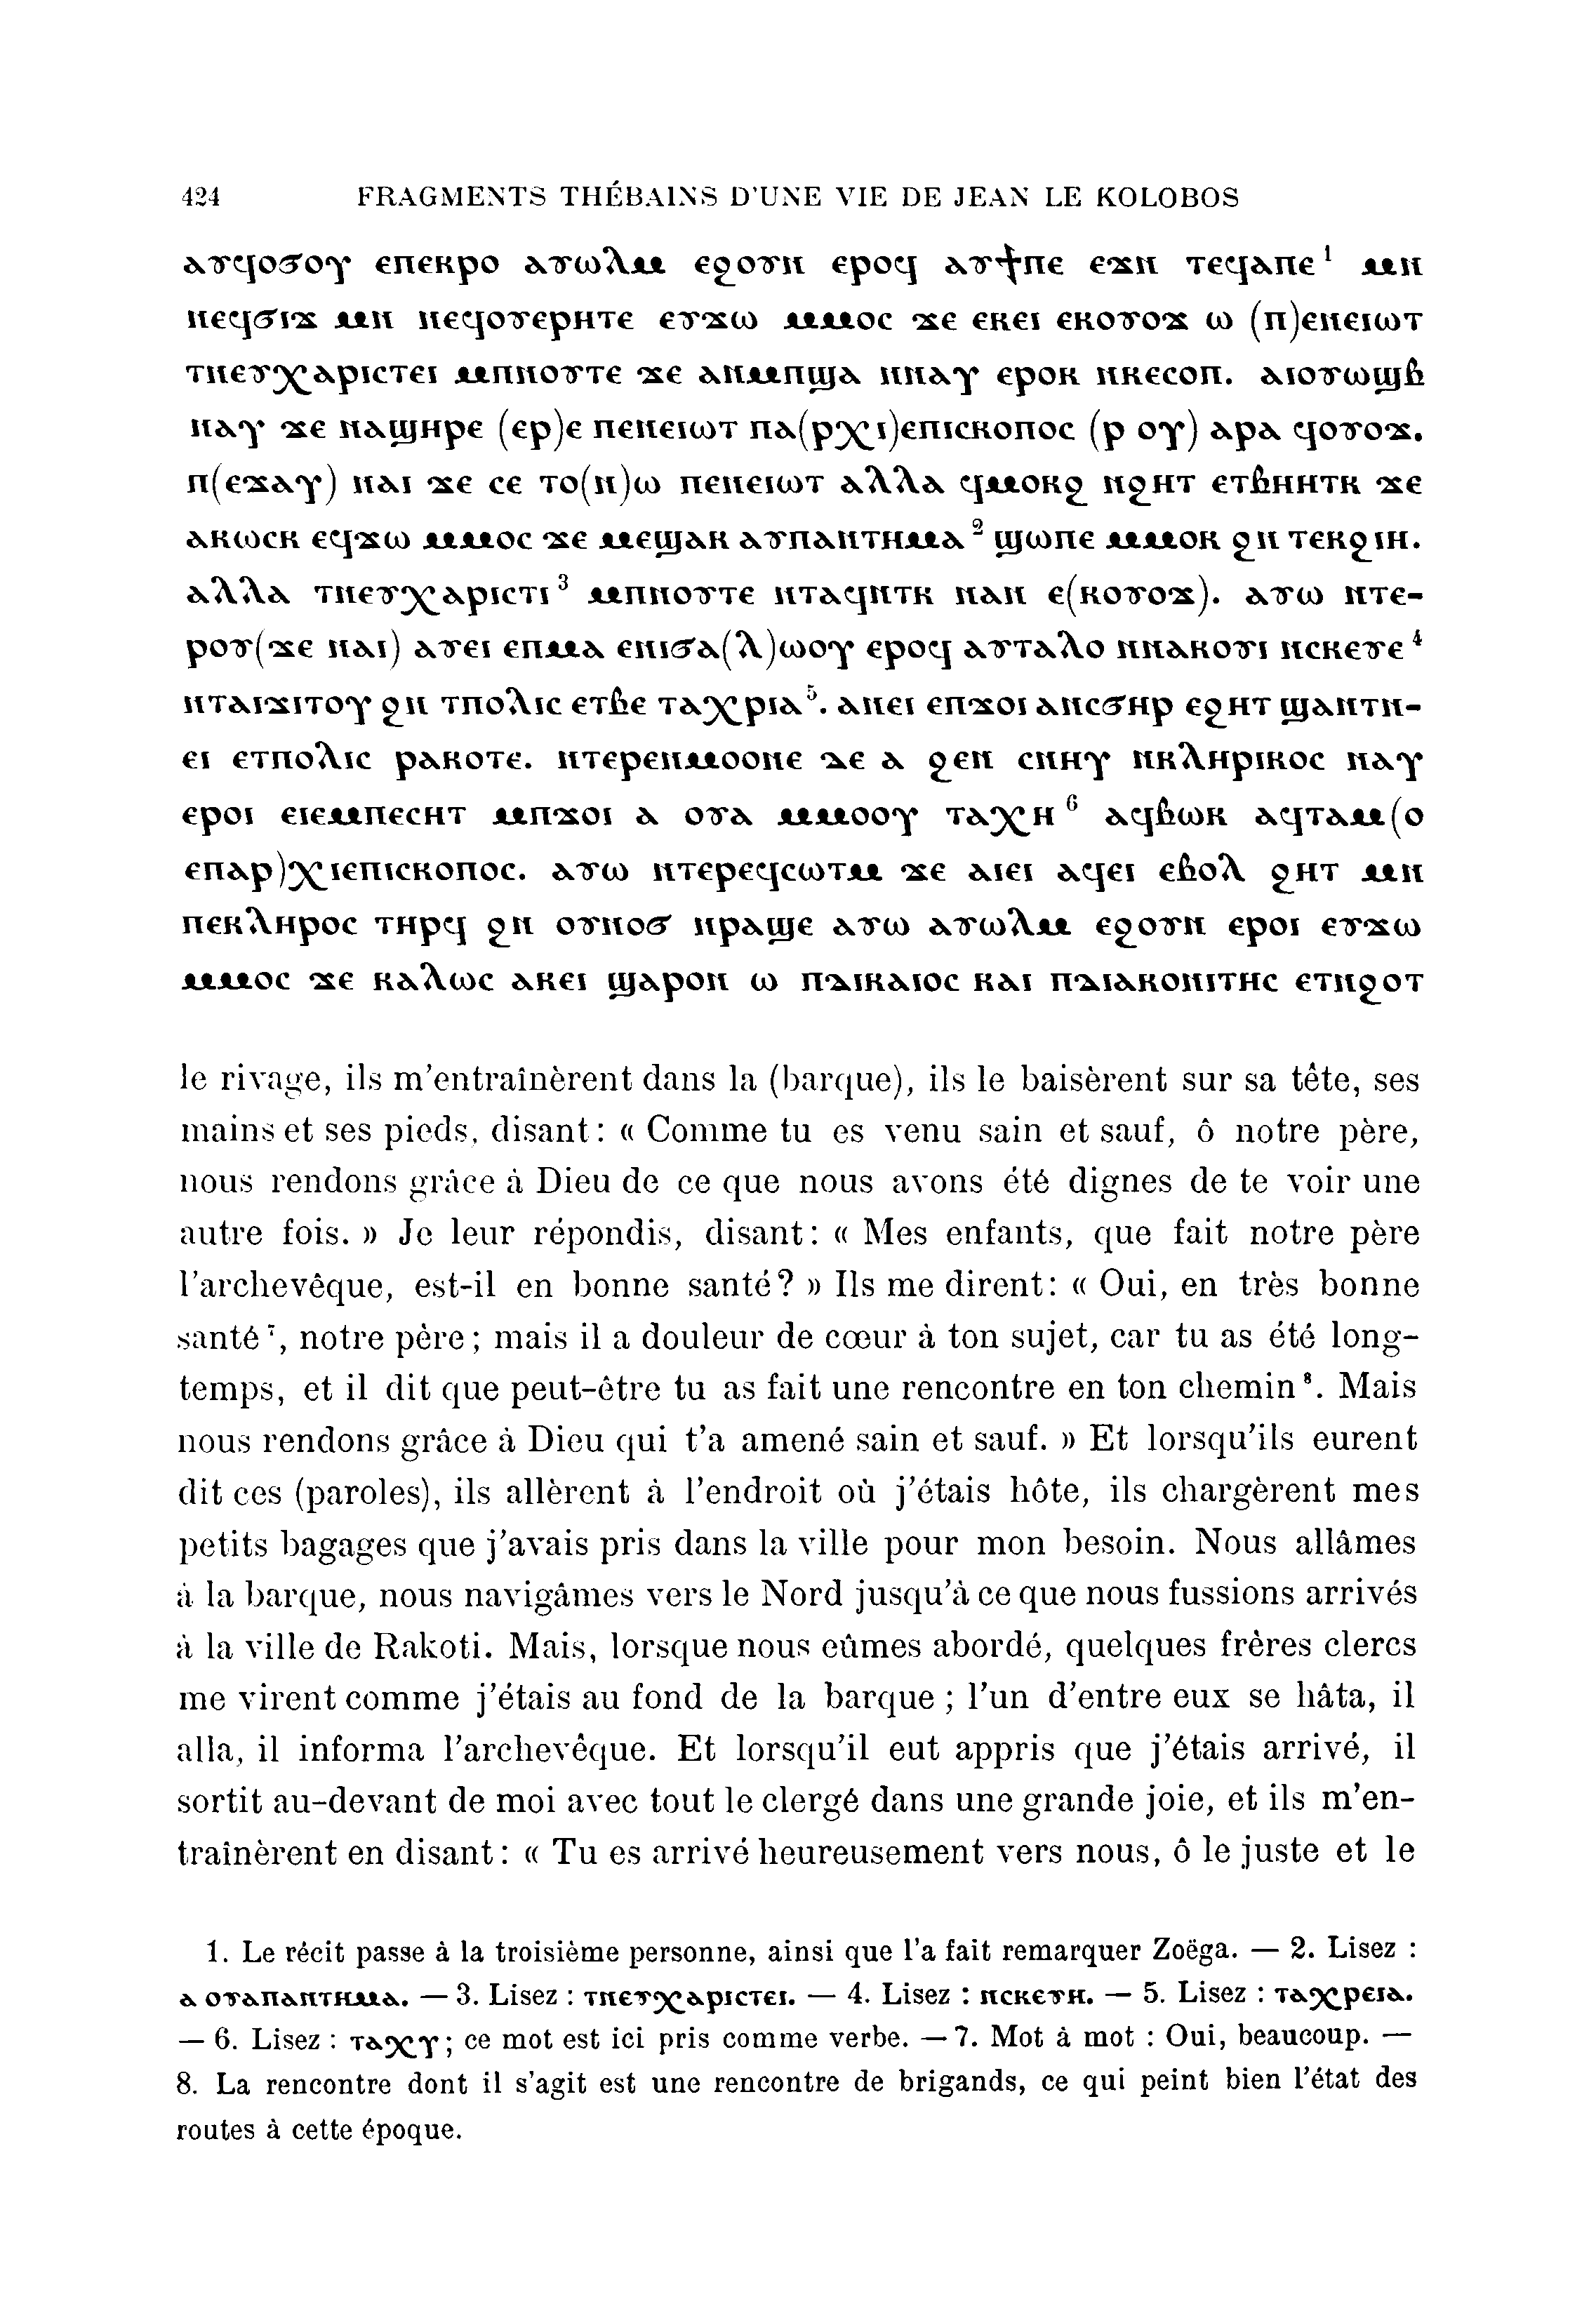 424 FRAGMENTS THÉBAINS D'UNE VIE DE JEAN LE KOLOBOS
ⲁⲩϥⲟϭⲟⲩ ⲉⲡⲉⲕⲣⲟ ⲁⲩⲱⲗⲙ ⲉϩⲟⲩⲛ ⲉⲣⲟϥ ⲁⲩϯⲡⲉ ⲉϫⲛ ⲧⲉϥⲁⲡⲉ ¹ ⲙⲛ
ⲛⲉϥϭⲓϫ ⲙⲛ ⲛⲉϥⲟⲩⲉⲣⲏⲧⲉ ⲉⲩϫⲱ ⲙⲙⲟⲥ ϫⲉ ⲉⲕⲉⲓ ⲉⲕⲟⲩⲟϫ ⲱ (ⲡ)ⲉⲛⲉⲓⲱⲧ
ⲧⲛⲉⲩⲭⲁⲣⲓⲥⲧⲉⲓ ⲙⲡⲛⲟⲩⲧⲉ ϫⲉ ⲁⲛⲙⲡϣⲁ ⲛⲛⲁⲩ ⲉⲣⲟⲕ ⲛⲕⲉⲥⲟⲡ. ⲁⲓⲟⲩⲱϣⲃ
ⲛⲁⲩ ϫⲉ ⲛⲁϣⲏⲣⲉ (ⲉⲣ)ⲉ ⲡⲉⲛⲉⲓⲱⲧ ⲡⲁ(ⲣⲭⲓ)ⲉⲡⲓⲥⲕⲟⲡⲟⲥ (ⲣ ⲟⲩ) ⲁⲣⲁ ϥⲟⲩⲟϫ.
ⲡ(ⲉϫⲁⲩ) ⲛⲁⲓ ϫⲉ ⲥⲉ ⲧⲟ(ⲛ)ⲱ ⲡⲉⲛⲉⲓⲱⲧ ⲁⲗⲗⲁ ϥⲙⲟⲕϩ ⲛϩⲏⲧ ⲉⲧⲃⲏⲏⲧⲕ ϫⲉ
ⲁⲕⲱⲥⲕ ⲉϥϫⲱ ⲙⲙⲟⲥ ϫⲉ ⲙⲉϣⲁⲕ ⲁⲩⲡⲁⲛⲧⲏⲙⲁ ² ϣⲱⲡⲉ ⲙⲙⲟⲕ ϩⲛ ⲧⲉⲕϩⲓⲏ.
ⲁⲗⲗⲁ ⲧⲛⲉⲩⲭⲁⲣⲓⲥⲧⲓ ³ ⲙⲡⲛⲟⲩⲧⲉ ⲛⲧⲁϥⲛⲧⲕ ⲛⲁⲛ ⲉ(ⲕⲟⲩⲟϫ). ⲁⲩⲱ ⲛⲧⲉ-
ⲣⲟⲩ(ϫⲉ ⲛⲁⲓ) ⲁⲩⲉⲓ ⲉⲡⲙⲁ ⲉⲛⲓϭⲁ(ⲗ)ⲱⲟⲩ ⲉⲣⲟϥ ⲁⲩⲧⲁⲗⲟ ⲛⲛⲁⲕⲟⲩⲓ ⲛⲥⲕⲉⲩⲉ ⁴
ⲛⲧⲁⲓϫⲓⲧⲟⲩ ϩⲛ ⲧⲡⲟⲗⲓⲥ ⲉⲧⲃⲉ ⲧⲁⲭⲣⲓⲁ ⁵. ⲁⲛⲉⲓ ⲉⲡϫⲟⲓ ⲁⲛⲥϭⲏⲣ ⲉϩⲏⲧ ϣⲁⲛⲧⲛ-
ⲉⲓ ⲉⲧⲡⲟⲗⲓⲥ ⲣⲁⲕⲟⲧⲉ. ⲛⲧⲉⲣⲉⲛⲙⲟⲟⲛⲉ ⲇⲉ ⲁ ϩⲉⲛ ⲥⲛⲏⲩ ⲛⲕⲗⲏⲣⲓⲕⲟⲥ ⲛⲁⲩ
ⲉⲣⲟⲓ ⲉⲓⲉⲙⲡⲉⲥⲏⲧ ⲙⲡϫⲟⲓ ⲁ ⲟⲩⲁ ⲙⲙⲟⲟⲩ ⲧⲁⲭⲏ ⁶ ⲁϥⲃⲱⲕ ⲁϥⲧⲁⲙ(ⲟ
ⲉⲡⲁⲣ)ⲭⲓⲉⲡⲓⲥⲕⲟⲡⲟⲥ. ⲁⲩⲱ ⲛⲧⲉⲣⲉϥⲥⲱⲧⲙ ϫⲉ ⲁⲓⲉⲓ ⲁϥⲉⲓ ⲉⲃⲟⲗ ϩⲏⲧ ⲙⲛ
ⲡⲉⲕⲗⲏⲣⲟⲥ ⲧⲏⲣϥ ϩⲛ ⲟⲩⲛⲟϭ ⲛⲣⲁϣⲉ ⲁⲩⲱ ⲁⲩⲱⲗⲙ ⲉϩⲟⲩⲛ ⲉⲣⲟⲓ ⲉⲩϫⲱ
ⲙⲙⲟⲥ ϫⲉ ⲕⲁⲗⲱⲥ ⲁⲕⲉⲓ ϣⲁⲣⲟⲛ ⲱ ⲡⲇⲓⲕⲁⲓⲟⲥ ⲕⲁⲓ ⲡⲇⲓⲁⲕⲟⲛⲓⲧⲏⲥ ⲉⲧⲛϩⲟⲧ
le rivage, ils m'entraînèrent dans la (barque), ils le baisèrent sur sa tête, ses
mains et ses pieds, disant : « Comme tu es venu sain et sauf, ô notre père,
nous rendons grâce à Dieu de ce que nous avons été dignes de te voir une
autre fois. » Je leur répondis, disant : « Mes enfants, que fait notre père
l'archevêque, est-il en bonne santé? » Ils me dirent : « Oui, en très bonne
santé ⁷, notre père ; mais il a douleur de cœur à ton sujet, car tu as été long-
temps, et il dit que peut-être tu as fait une rencontre en ton chemin ⁸. Mais
nous rendons grâce à Dieu qui t'a amené sain et sauf. » Et lorsqu'ils eurent
dit ces (paroles), ils allèrent à l'endroit où j'étais hôte, ils chargèrent mes
petits bagages que j'avais pris dans la ville pour mon besoin. Nous allâmes
à la barque, nous navigâmes vers le Nord jusqu'à ce que nous fussions arrivés
à la ville de Rakoti. Mais, lorsque nous eûmes abordé, quelques frères clercs
me virent comme j'étais au fond de la barque ; l'un d'entre eux se hâta, il
alla, il informa l'archevêque. Et lorsqu'il eut appris que j'étais arrivé, il
sortit au-devant de moi avec tout le clergé dans une grande joie, et ils m'en-
traînèrent en disant : « Tu es arrivé heureusement vers nous, ô le juste et le
1. Le récit passe à la troisième personne, ainsi que l'a fait remarquer Zoëga. — 2. Lisez :
ⲁ ⲟⲩⲁⲡⲁⲛⲧⲏⲙⲁ. — 3. Lisez : ⲧⲛⲉⲩⲭⲁⲣⲓⲥⲧⲉⲓ. — 4. Lisez : ⲛⲥⲕⲉⲩⲏ. — 5. Lisez : ⲧⲁⲭⲣⲉⲓⲁ.
— 6. Lisez : ⲧⲁⲭⲩ ; ce mot est ici pris comme verbe. — 7. Mot à mot : Oui, beaucoup. —
8. La rencontre dont il s'agit est une rencontre de brigands, ce qui peint bien l'état des
routes à cette époque.